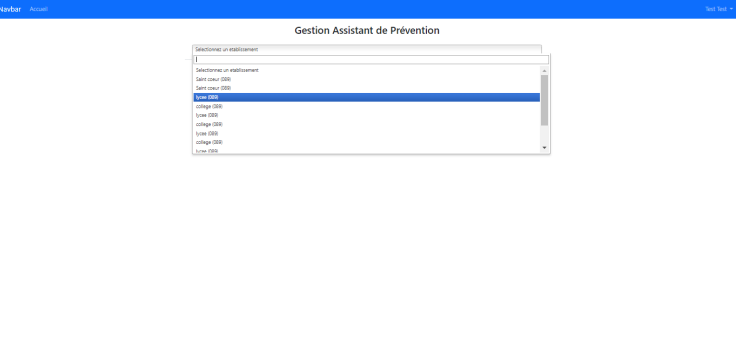 Navbar Accueil Test Test
Gestion Assistant de Prévention
Selectionnez un etablissement
Selectionnez un etablissement
Saint coeur (089)
Saint coeur (089)
lycee (089)
college (089)
lycee (089)
college (089)
lycee (089)
college (089)
lycee (089)